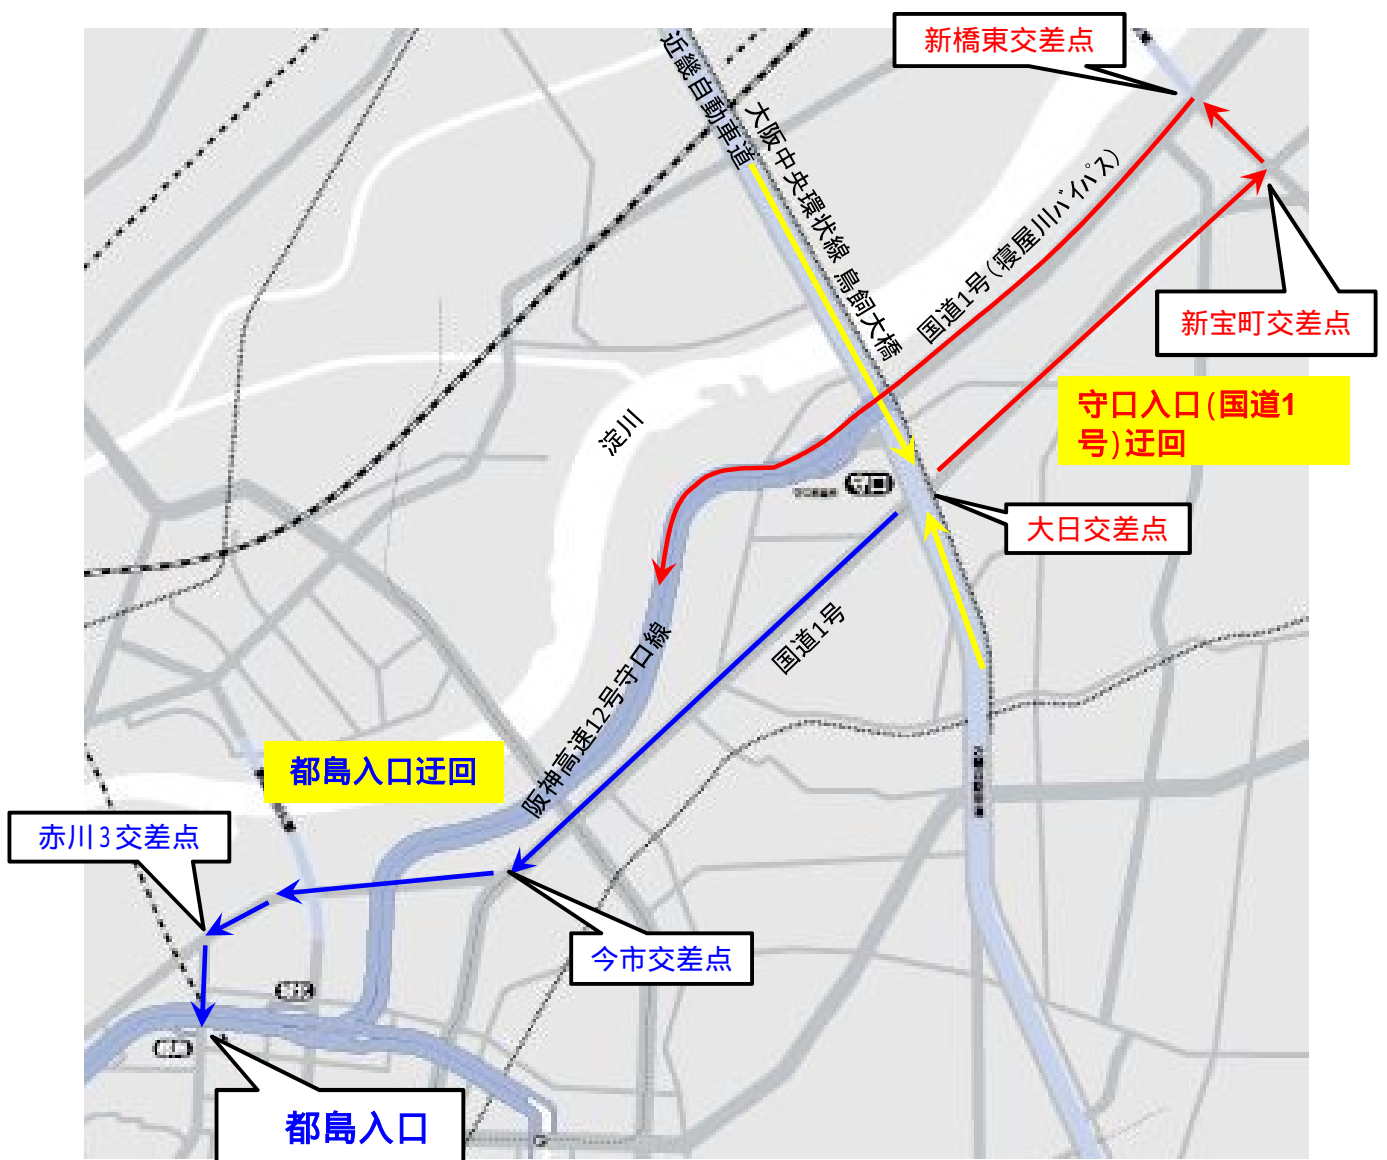 新橋東交差点
近畿自動車道
大阪中央環状線 鳥飼大橋
国道1号(寝屋川バイパス)
新宝町交差点
守口入口(国道1
号)迂回
淀川
守口
大日交差点
国道1号
阪神高速12号守口線
都島入口迂回
赤川3交差点
今市交差点
都島入口